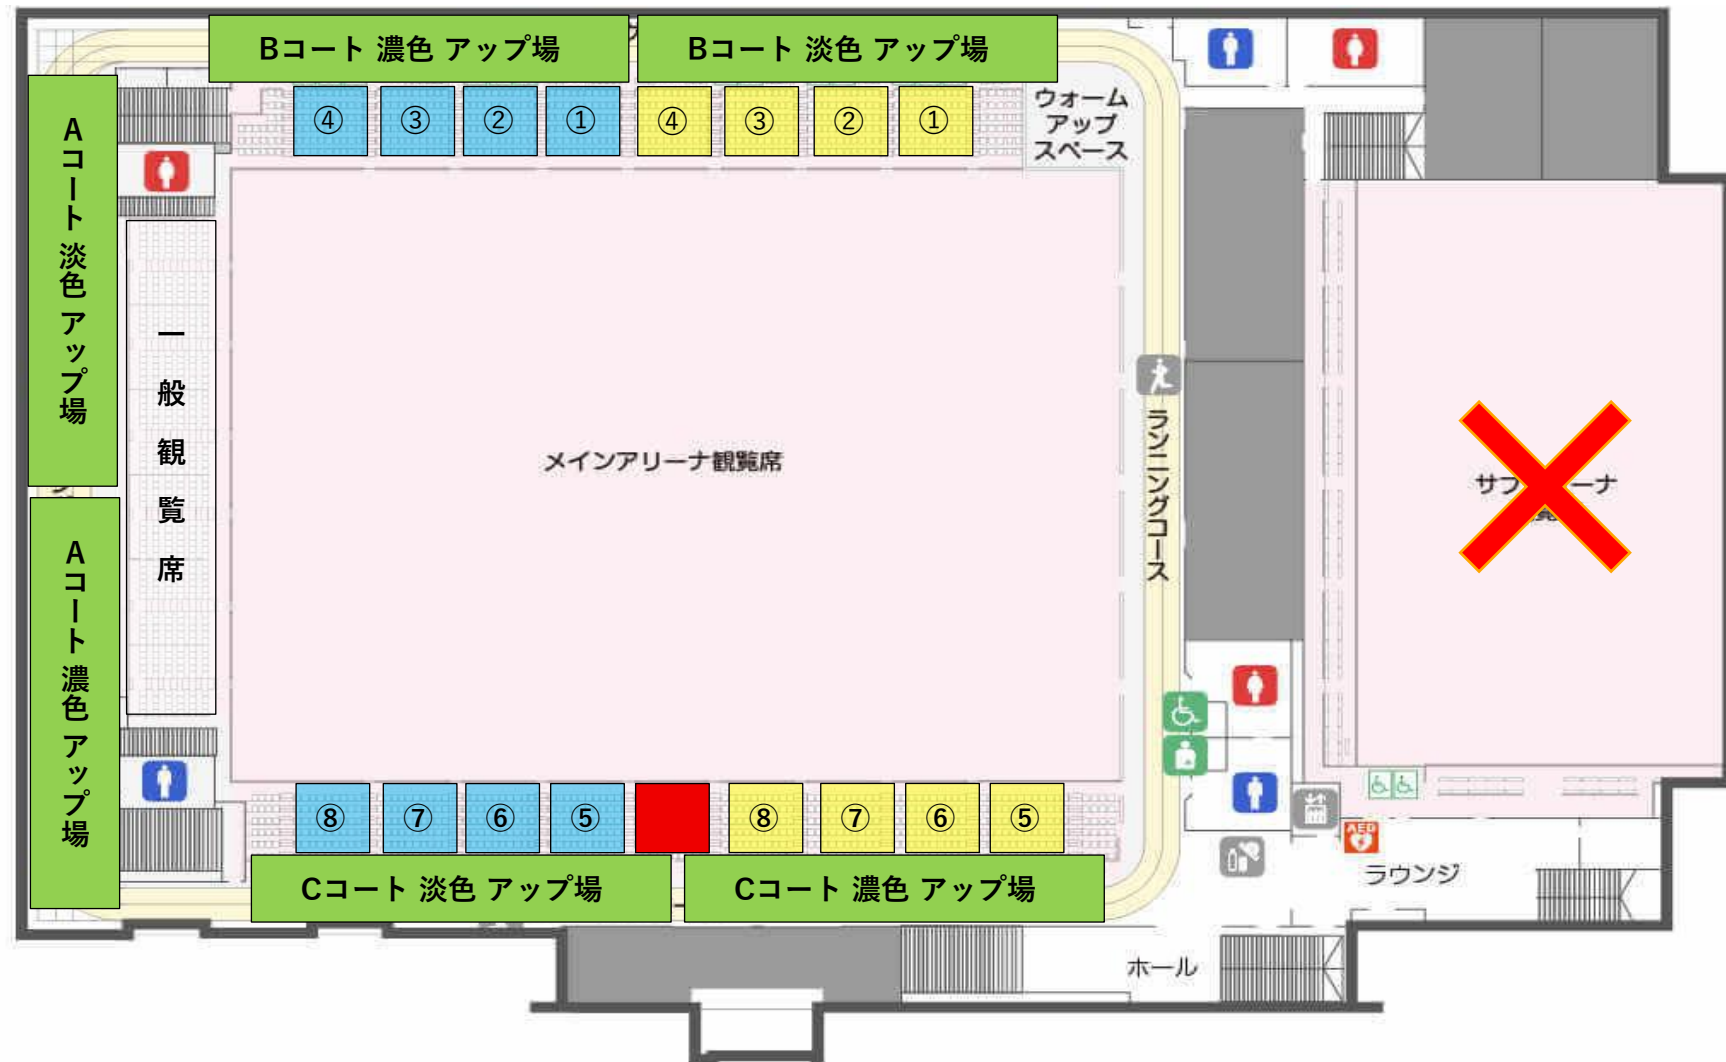 Bコート 濃色 アップ場
Bコート 淡色 アップ場
④
③
②
①
④
③
②
①
ウォーム
アップ
スペース
Aコート 淡色 アップ場
一般観覧席
メインアリーナ観覧席
ランニングコース
Aコート 濃色 アップ場
⑧
⑦
⑥
⑤
⑧
⑦
⑥
⑤
Cコート 淡色 アップ場
Cコート 濃色 アップ場
AED
ラウンジ
ホール